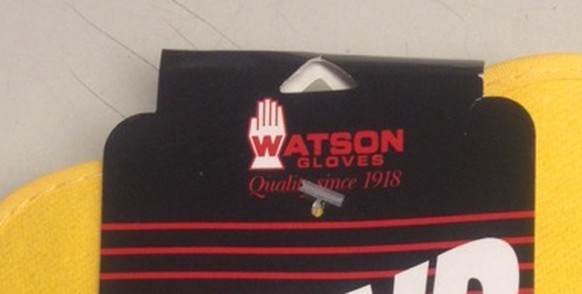 WATSON
GLOVES
Quality since 1918